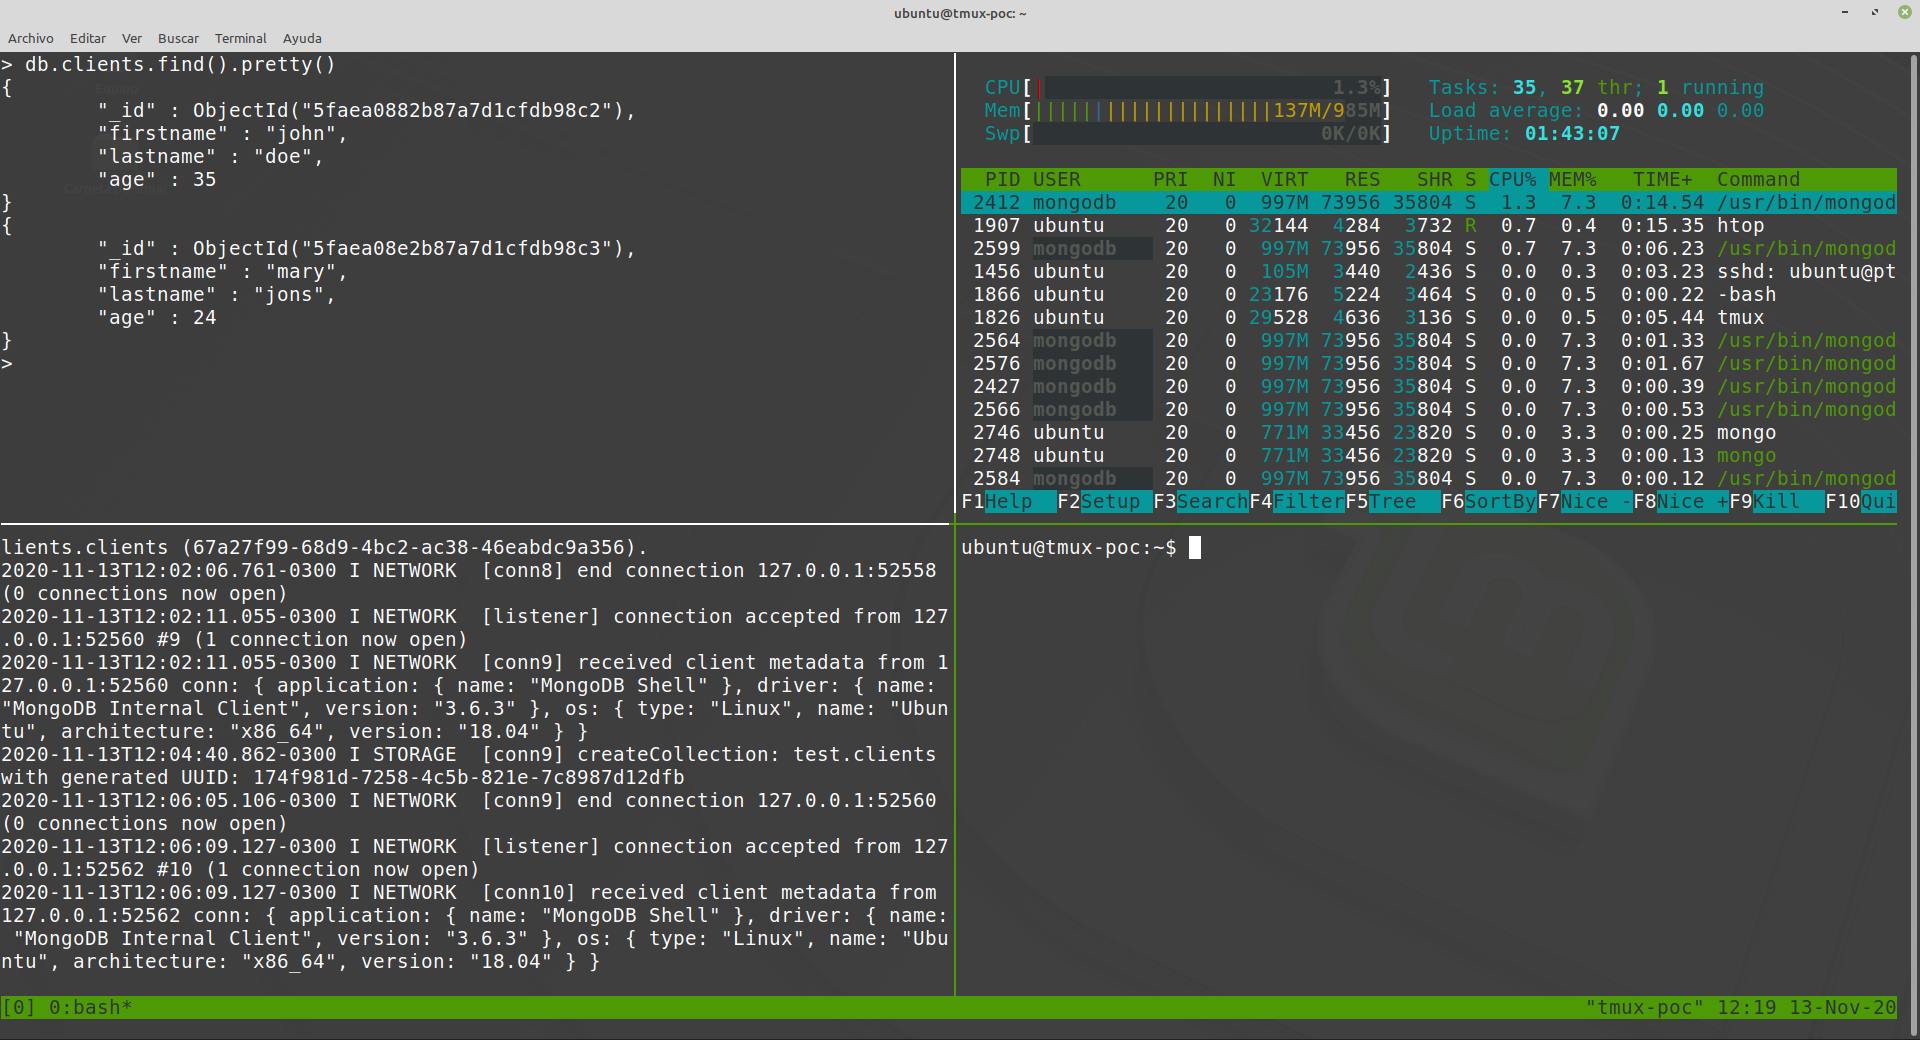 ubuntu@tmux-poc: ~
Archivo Editar Ver Buscar Terminal Ayuda
> db.clients.find().pretty()
{
        "_id" : ObjectId("5faea0882b87a7d1cfdb98c2"),
        "firstname" : "john",
        "lastname" : "doe",
        "age" : 35
}
{
        "_id" : ObjectId("5faea08e2b87a7d1cfdb98c3"),
        "firstname" : "mary",
        "lastname" : "jons",
        "age" : 24
}
>
CPU[| 1.3%] Tasks: 35, 37 thr; 1 running
Mem[||||||||||||||||||||137M/985M] Load average: 0.00 0.00 0.00
Swp[ 0K/0K] Uptime: 01:43:07
PID USER PRI NI VIRT RES SHR S CPU% MEM% TIME+ Command
2412 mongodb 20 0 997M 73956 35804 S 1.3 7.3 0:14.54 /usr/bin/mongod
1907 ubuntu 20 0 32144 4284 3732 R 0.7 0.4 0:15.35 htop
2599 mongodb 20 0 997M 73956 35804 S 0.7 7.3 0:06.23 /usr/bin/mongod
1456 ubuntu 20 0 105M 3440 2436 S 0.0 0.3 0:03.23 sshd: ubuntu@pt
1866 ubuntu 20 0 23176 5224 3464 S 0.0 0.5 0:00.22 -bash
1826 ubuntu 20 0 29528 4636 3136 S 0.0 0.5 0:05.44 tmux
2564 mongodb 20 0 997M 73956 35804 S 0.0 7.3 0:01.33 /usr/bin/mongod
2576 mongodb 20 0 997M 73956 35804 S 0.0 7.3 0:01.67 /usr/bin/mongod
2427 mongodb 20 0 997M 73956 35804 S 0.0 7.3 0:00.39 /usr/bin/mongod
2566 mongodb 20 0 997M 73956 35804 S 0.0 7.3 0:00.53 /usr/bin/mongod
2746 ubuntu 20 0 771M 33456 23820 S 0.0 3.3 0:00.25 mongo
2748 ubuntu 20 0 771M 33456 23820 S 0.0 3.3 0:00.13 mongo
2584 mongodb 20 0 997M 73956 35804 S 0.0 7.3 0:00.12 /usr/bin/mongod
F1Help F2Setup F3SearchF4FilterF5Tree F6SortByF7Nice -F8Nice +F9Kill F10Qui
lients.clients (67a27f99-68d9-4bc2-ac38-46eabdc9a356).
2020-11-13T12:02:06.761-0300 I NETWORK  [conn8] end connection 127.0.0.1:52558
(0 connections now open)
2020-11-13T12:02:11.055-0300 I NETWORK  [listener] connection accepted from 127
.0.0.1:52560 #9 (1 connection now open)
2020-11-13T12:02:11.055-0300 I NETWORK  [conn9] received client metadata from 1
27.0.0.1:52560 conn: { application: { name: "MongoDB Shell" }, driver: { name:
"MongoDB Internal Client", version: "3.6.3" }, os: { type: "Linux", name: "Ubun
tu", architecture: "x86_64", version: "18.04" } }
2020-11-13T12:04:40.862-0300 I STORAGE  [conn9] createCollection: test.clients
with generated UUID: 174f981d-7258-4c5b-821e-7c8987d12dfb
2020-11-13T12:06:05.106-0300 I NETWORK  [conn9] end connection 127.0.0.1:52560
(0 connections now open)
2020-11-13T12:06:09.127-0300 I NETWORK  [listener] connection accepted from 127
.0.0.1:52562 #10 (1 connection now open)
2020-11-13T12:06:09.127-0300 I NETWORK  [conn10] received client metadata from
127.0.0.1:52562 conn: { application: { name: "MongoDB Shell" }, driver: { name:
 "MongoDB Internal Client", version: "3.6.3" }, os: { type: "Linux", name: "Ubu
ntu", architecture: "x86_64", version: "18.04" } }
ubuntu@tmux-poc:~$
[0] 0:bash* "tmux-poc" 12:19 13-Nov-20